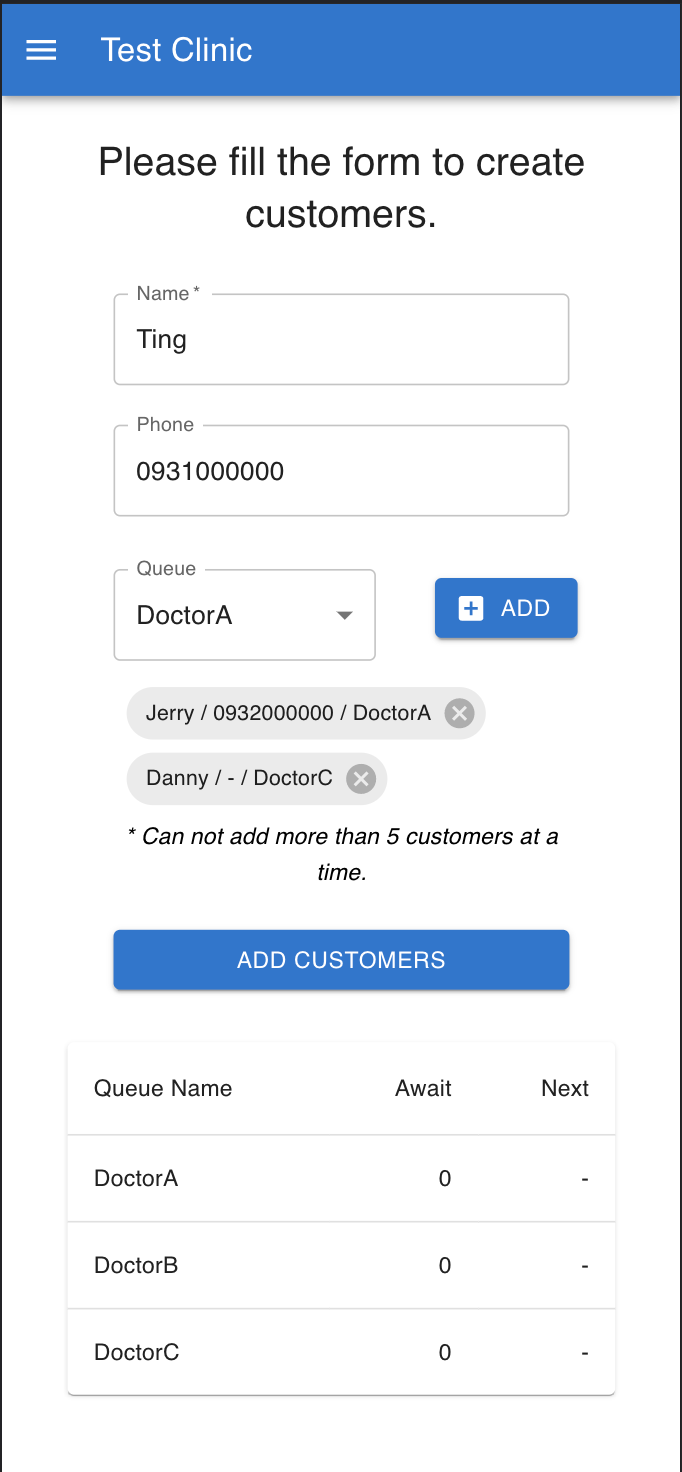 Test Clinic
Please fill the form to create
customers.
Name *
Ting
Phone
0931000000
Queue
DoctorA
ADD
Jerry / 0932000000 / DoctorA
Danny / - / DoctorC
* Can not add more than 5 customers at a
time.
ADD CUSTOMERS
Queue Name Await Next
DoctorA 0 -
DoctorB 0 -
DoctorC 0 -